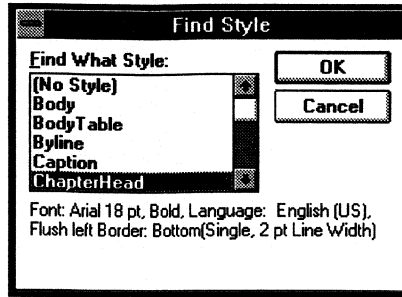 Find Style
Find What Style:
(No Style)
Body
BodyTable
Byline
Caption
ChapterHead
OK
Cancel
Font: Arial 18 pt, Bold, Language: English (US),
Flush left Border: Bottom(Single, 2 pt Line Width)